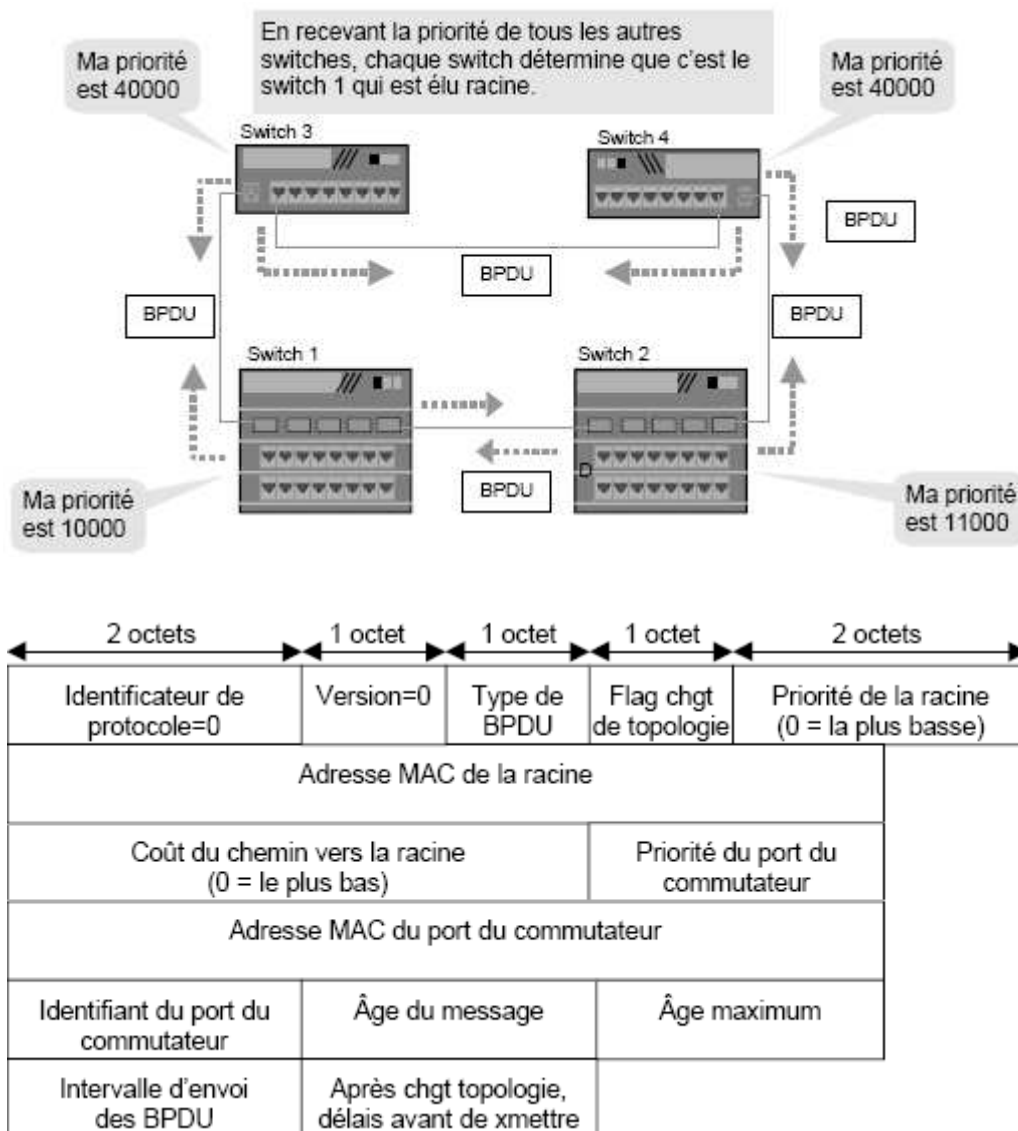 En recevant la priorité de tous les autres
switches, chaque switch détermine que c'est le
switch 1 qui est élu racine.
Ma priorité
est 40000
Ma priorité
est 40000
Switch 3
Switch 4
BPDU
BPDU
BPDU
BPDU
Switch 1
Switch 2
D
BPDU
Ma priorité
est 10000
Ma priorité
est 11000
2 octets
1 octet
1 octet
1 octet
2 octets
Identificateur de
protocole=0
Version=0
Type de
BPDU
Flag chgt
de topologie
Priorité de la racine
(0 = la plus basse)
Adresse MAC de la racine
Coût du chemin vers la racine
(0 = le plus bas)
Priorité du port du
commutateur
Adresse MAC du port du commutateur
Identifiant du port du
commutateur
Âge du message
Âge maximum
Intervalle d'envoi
des BPDU
Après chgt topologie,
délais avant de xmettre